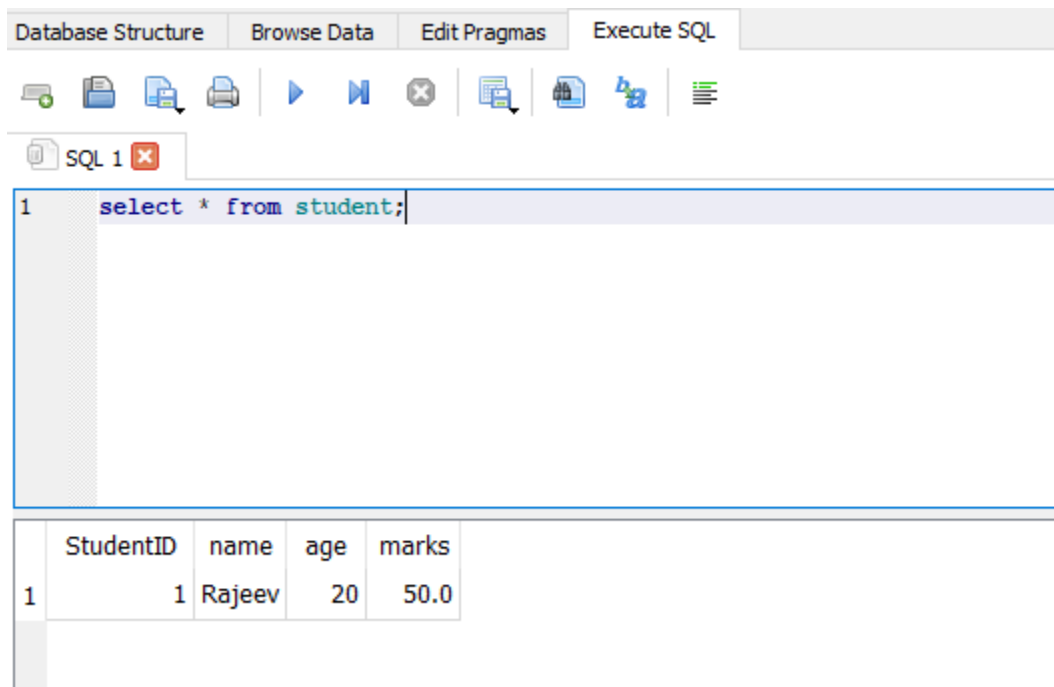 Database Structure Browse Data Edit Pragmas Execute SQL
SQL 1
1 select * from student;
StudentID name age marks
1 1 Rajeev 20 50.0